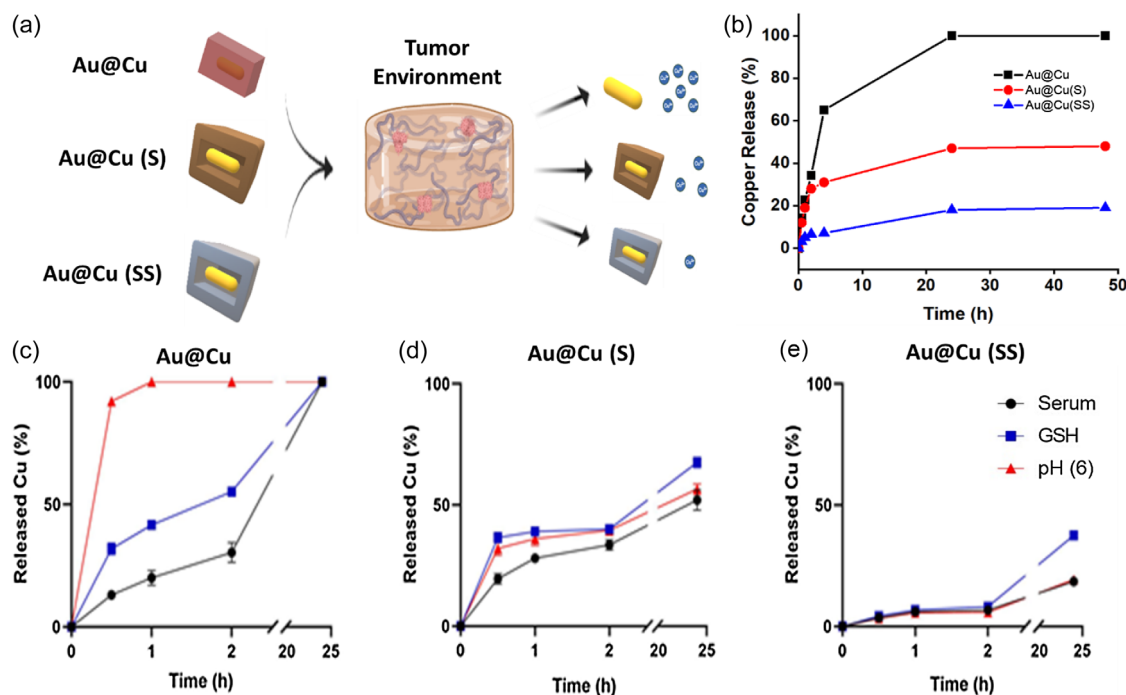 (a)
Au@Cu
Au@Cu (S)
Au@Cu (SS)
Tumor
Environment
(b)
Copper Release (%)
100
80
60
40
20
0
Au@Cu
Au@Cu(S)
Au@Cu(SS)
0 10 20 30 40 50
Time (h)
(c)
Au@Cu
Released Cu (%)
100
50
0
0 1 2 20 25
Time (h)
(d)
Au@Cu (S)
Released Cu (%)
100
50
0
0 1 2 20 25
Time (h)
(e)
Au@Cu (SS)
Released Cu (%)
100
50
0
Serum
GSH
pH (6)
0 1 2 20 25
Time (h)